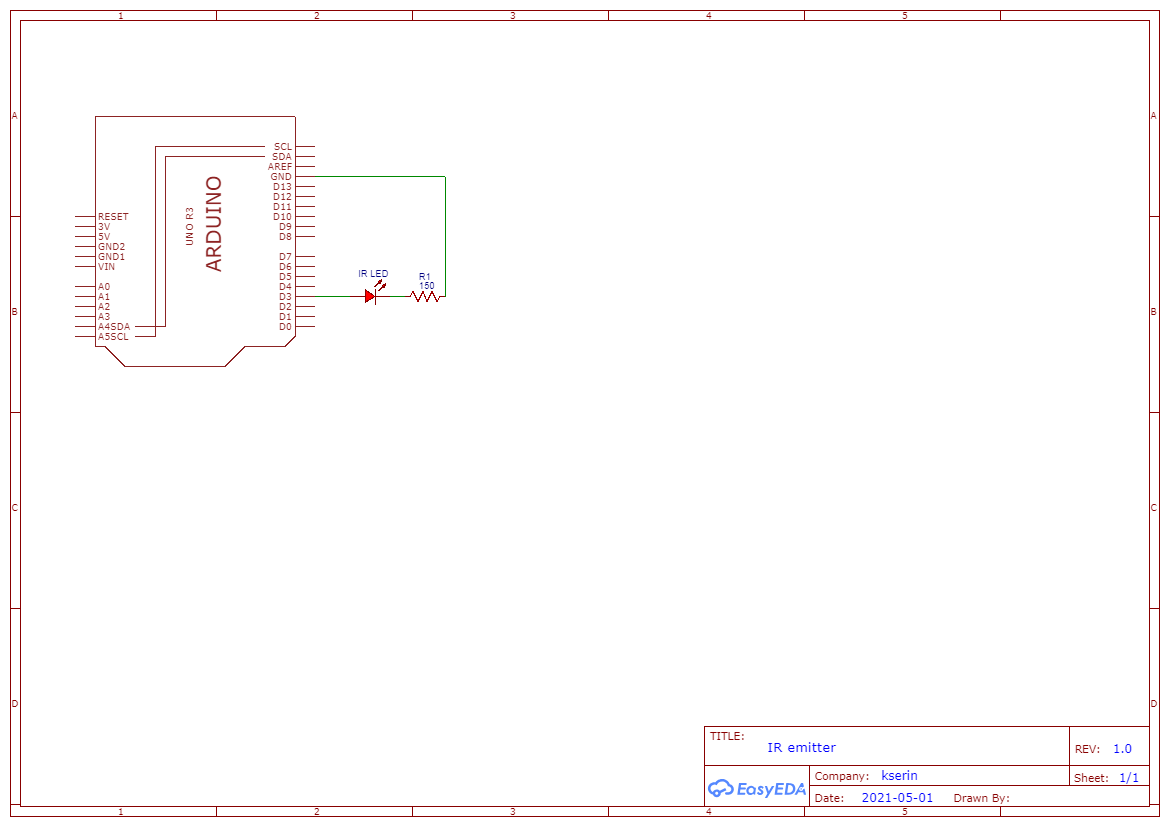 1 2 3 4 5
A A
B B
C C
D D
1 2 3 4 5
SCL
SDA
AREF
GND
D13
D12
D11
D10
D9
D8
D7
D6
D5
D4
D3
D2
D1
D0
ARDUINO
UNO R3
RESET
3V
5V
GND2
GND1
VIN
A0
A1
A2
A3
A4SDA
A5SCL
IR LED
R1
150
TITLE:
IR emitter
REV: 1.0
EasyEDA
Company: kserin
Sheet: 1/1
Date: 2021-05-01 Drawn By: